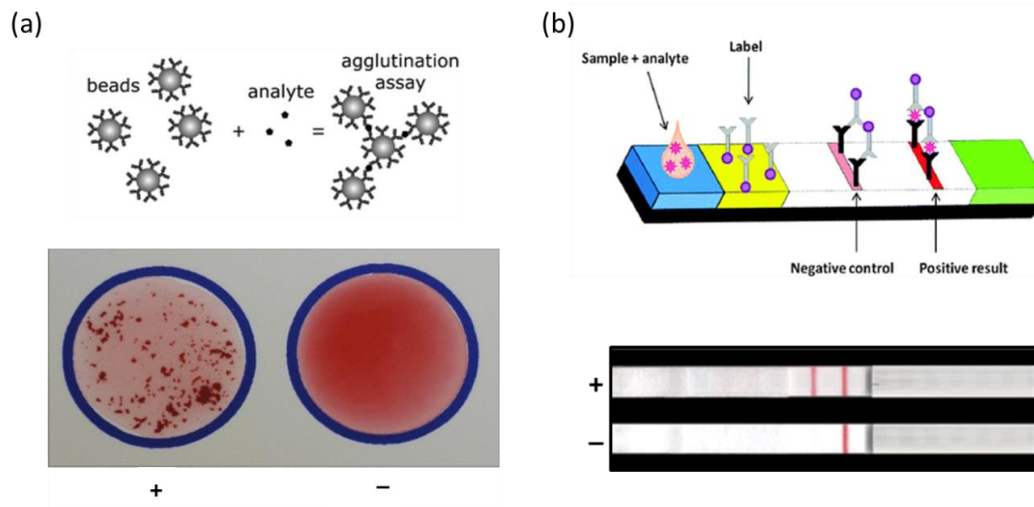 (a)
beads
+
analyte
=
agglutination
assay
+
−
(b)
Sample + analyte
Label
Negative control
Positive result
+
−